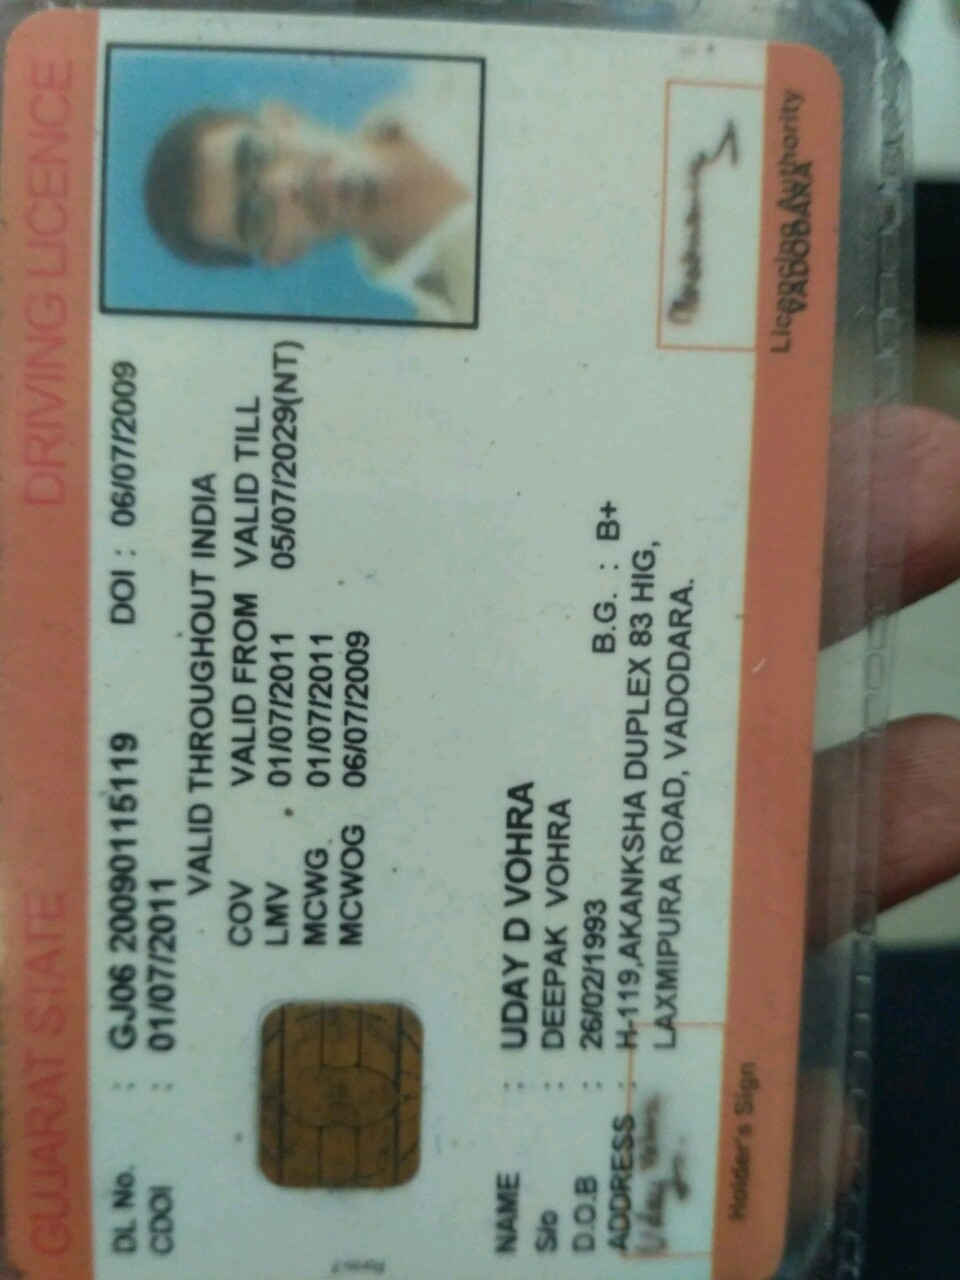 GUJARAT STATE DRIVING LICENCE
DL No. : GJ06 20090115119 DOI : 06/07/2009
CDOI : 01/07/2011
VALID THROUGHOUT INDIA
COV VALID FROM VALID TILL
LMV 01/07/2011 05/07/2029(NT)
MCWG 01/07/2011
MCWOG 06/07/2009
NAME : UDAY D VOHRA
S/o : DEEPAK VOHRA
D.O.B : 26/02/1993 B.G. : B+
ADDRESS : H-119,AKANKSHA DUPLEX 83 HIG,
LAXMIPURA ROAD, VADODARA.
Holder's Sign
Licensing Authority
VADODARA